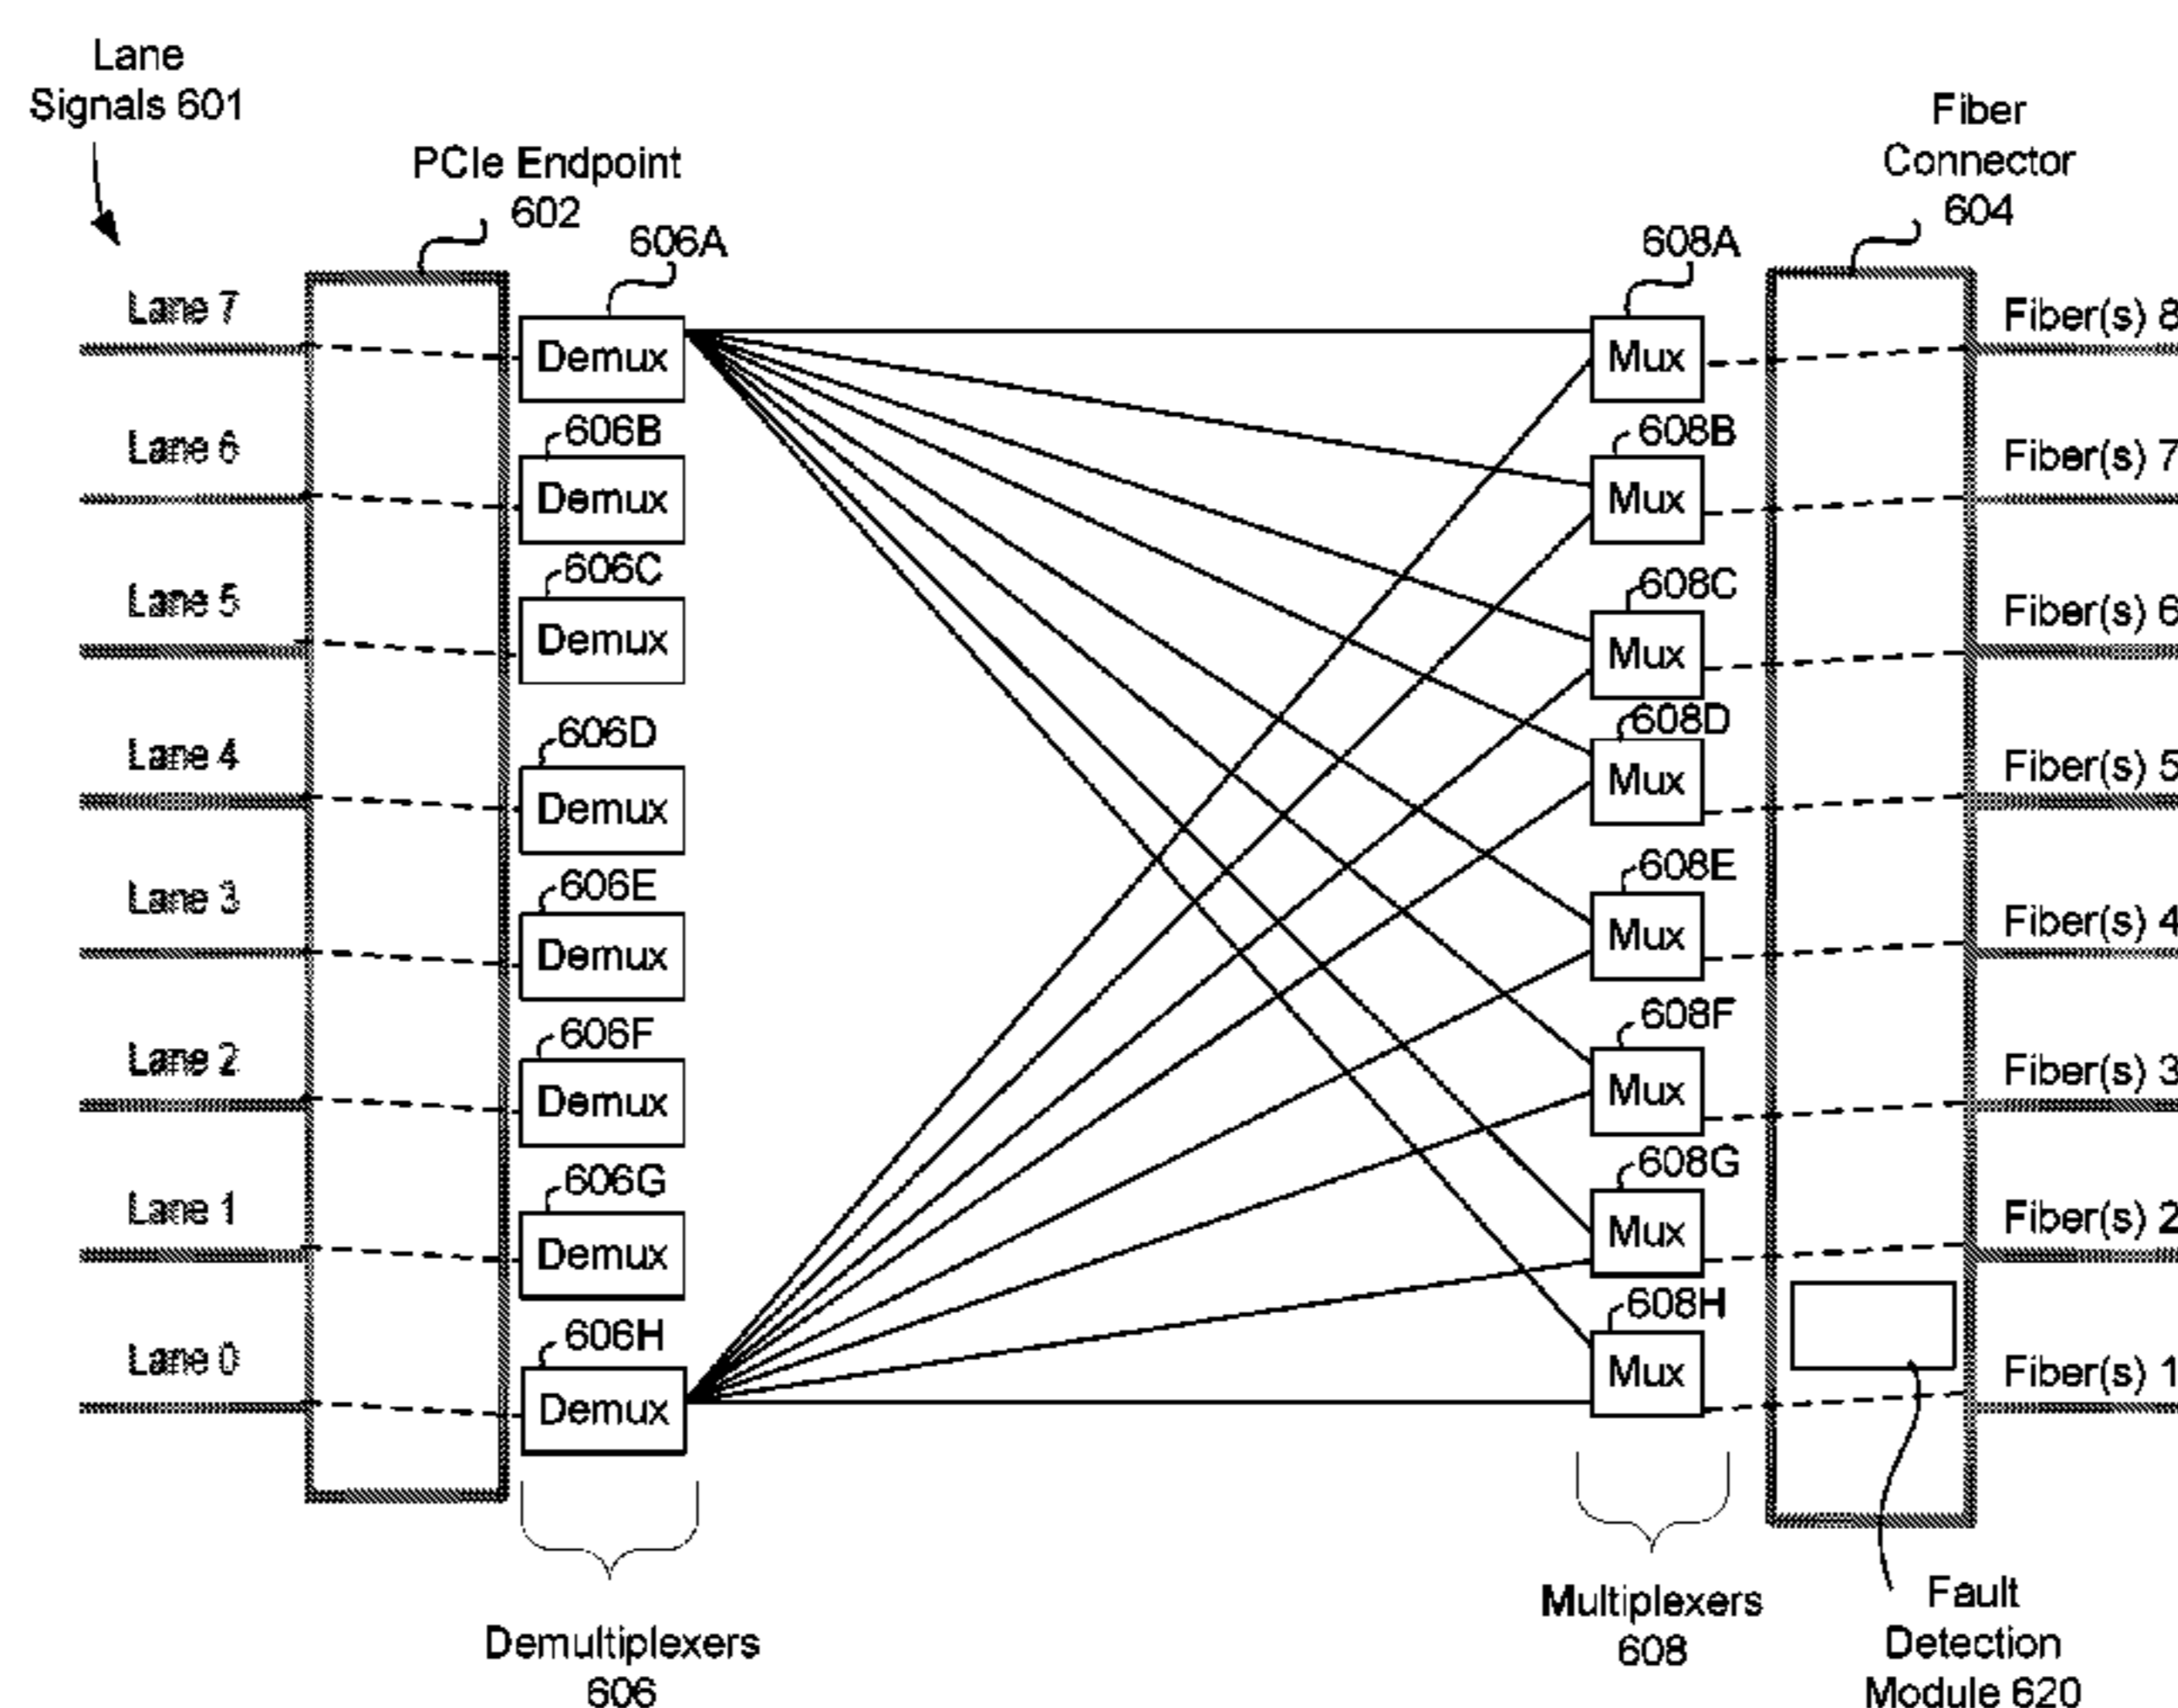 Lane
Signals 601
PCIe Endpoint
602
Fiber
Connector
604
606A
608A
Lane 7
Demux
Mux
Fiber(s) 8
606B
608B
Lane 6
Demux
Mux
Fiber(s) 7
606C
608C
Lane 5
Demux
Mux
Fiber(s) 6
606D
608D
Lane 4
Demux
Mux
Fiber(s) 5
606E
608E
Lane 3
Demux
Mux
Fiber(s) 4
606F
608F
Lane 2
Demux
Mux
Fiber(s) 3
606G
608G
Lane 1
Demux
Mux
Fiber(s) 2
606H
608H
Lane 0
Demux
Mux
Fiber(s) 1
Demultiplexers
606
Multiplexers
608
Fault
Detection
Module 620